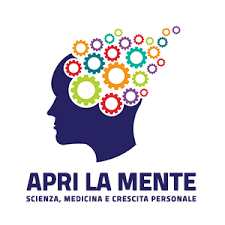 APRI LA MENTE
SCIENZA, MEDICINA E CRESCITA PERSONALE